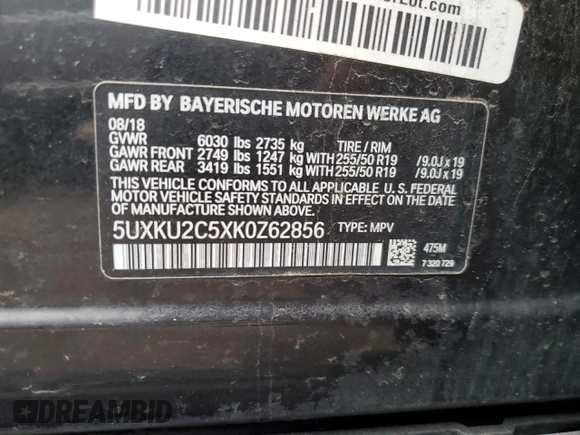 MFD BY BAYERISCHE MOTOREN WERKE AG
08/18
GVWR 6030 lbs 2735 kg TIRE / RIM
GAWR FRONT 2749 lbs 1247 kg WITH 255/50 R19 /9.0J x 19
GAWR REAR 3419 lbs 1551 kg WITH 255/50 R19 /9.0J x 19
THIS VEHICLE CONFORMS TO ALL APPLICABLE U. S. FEDERAL
MOTOR VEHICLE SAFETY STANDARDS IN EFFECT ON THE DATE
OF MANUFACTURE SHOWN ABOVE.
5UXKU2C5XK0Z62856 TYPE: MPV
475M
7 320 729
DREAMBID